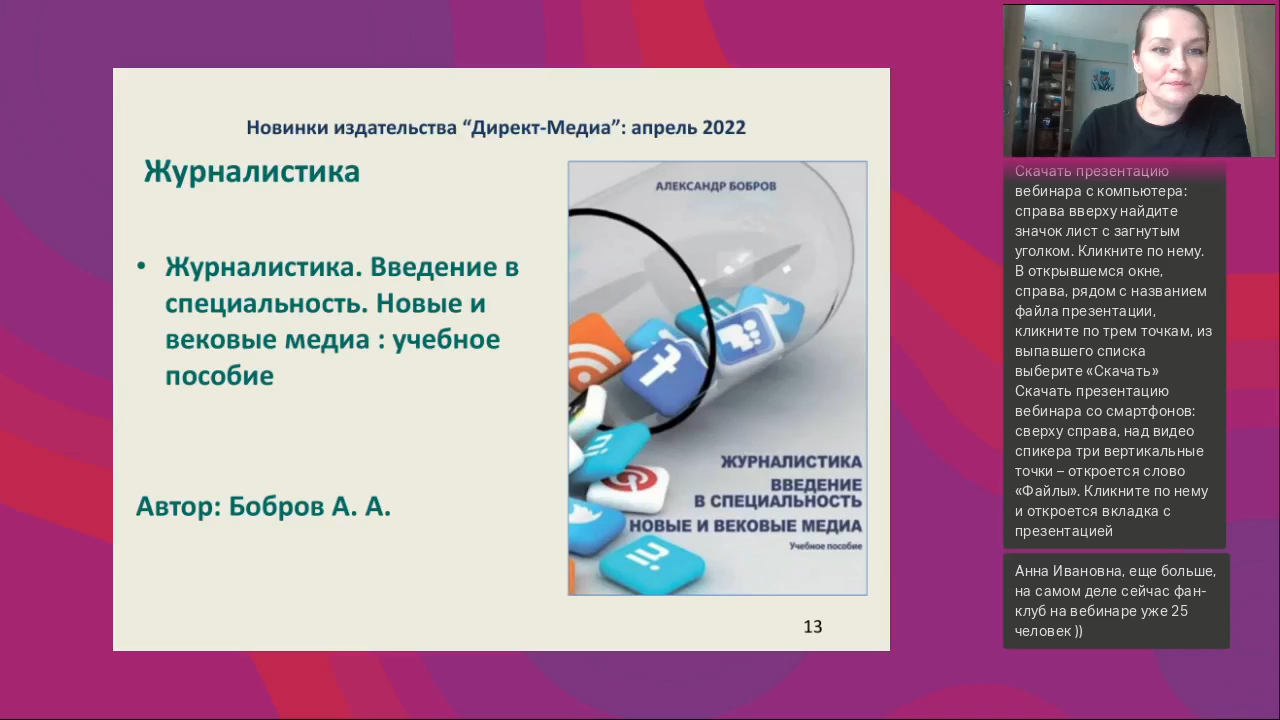 Новинки издательства “Директ-Медиа”: апрель 2022
Журналистика
• Журналистика. Введение в
специальность. Новые и
вековые медиа : учебное
пособие
Автор: Бобров А. А.
АЛЕКСАНДР БОБРОВ
ЖУРНАЛИСТИКА
ВВЕДЕНИЕ
В СПЕЦИАЛЬНОСТЬ
НОВЫЕ И ВЕКОВЫЕ МЕДИА
Учебное пособие
13
Скачать презентацию
вебинара с компьютера:
справа вверху найдите
значок лист с загнутым
уголком. Кликните по нему.
В открывшемся окне,
справа, рядом с названием
файла презентации,
кликните по трем точкам, из
выпавшего списка
выберите «Скачать»
Скачать презентацию
вебинара со смартфонов:
сверху справа, над видео
спикера три вертикальные
точки – откроется слово
«Файлы». Кликните по нему
и откроется вкладка с
презентацией
Анна Ивановна, еще больше,
на самом деле сейчас фан-
клуб на вебинаре уже 25
человек ))